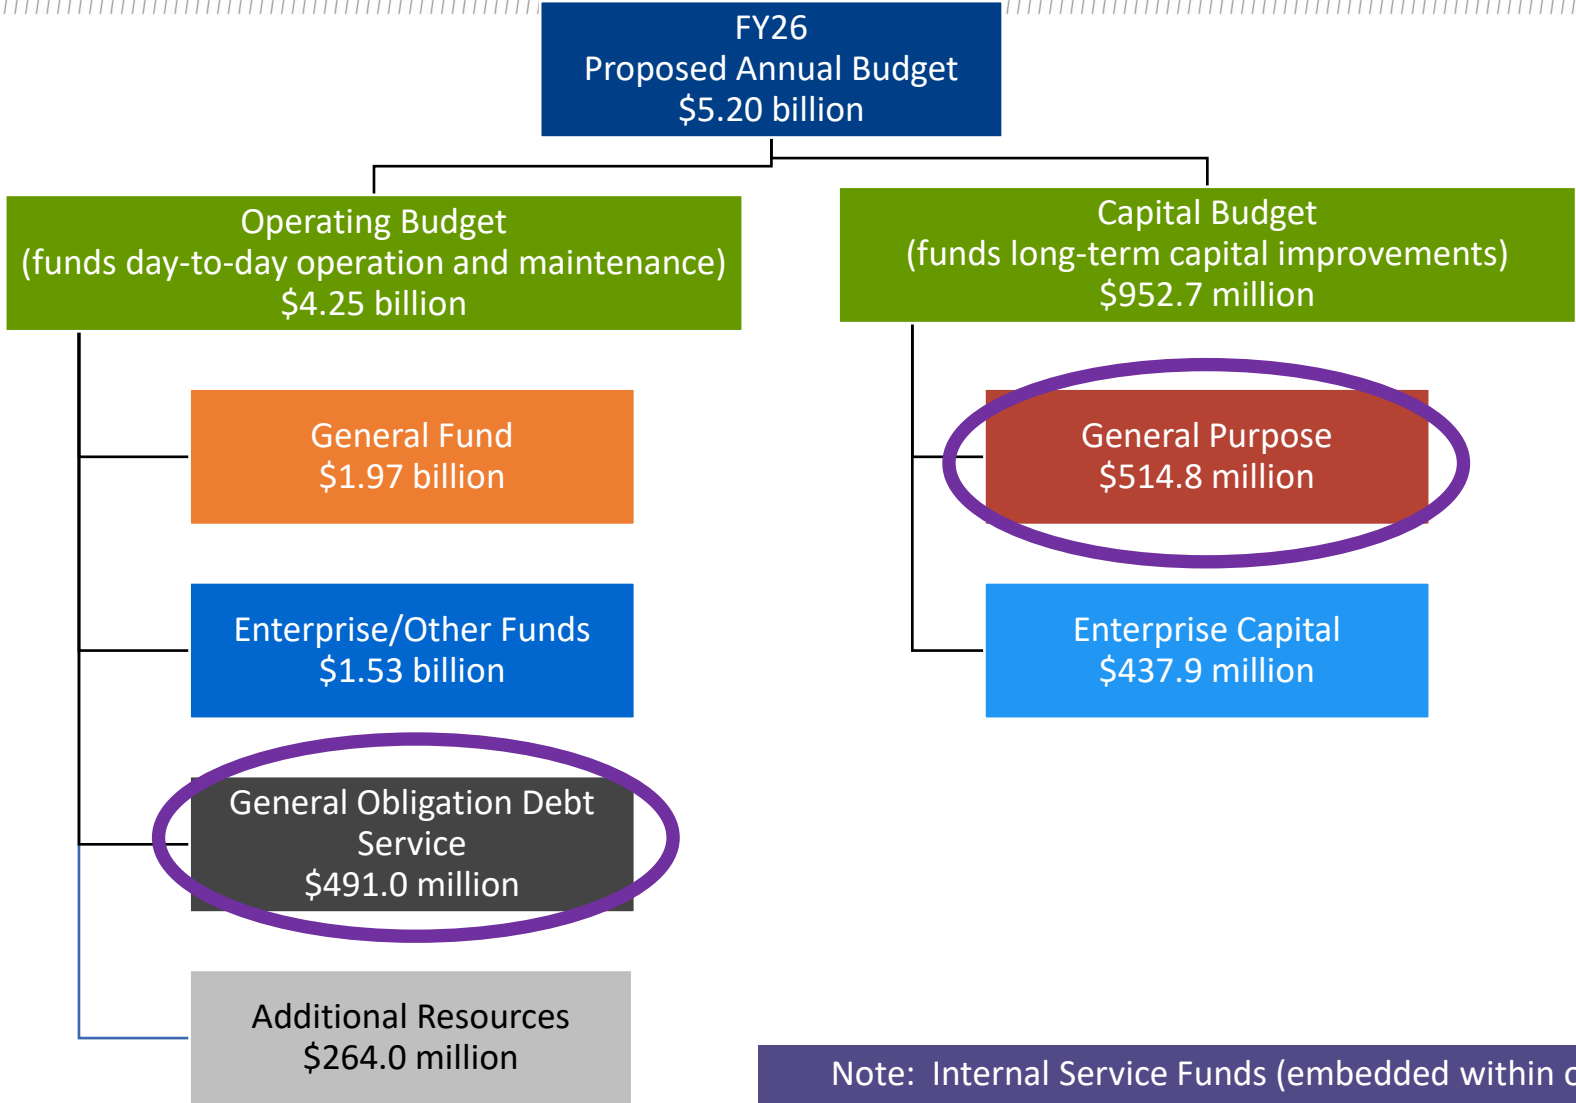 FY26
Proposed Annual Budget
$5.20 billion
Operating Budget
(funds day-to-day operation and maintenance)
$4.25 billion
Capital Budget
(funds long-term capital improvements)
$952.7 million
General Fund
$1.97 billion
General Purpose
$514.8 million
Enterprise/Other Funds
$1.53 billion
Enterprise Capital
$437.9 million
General Obligation Debt
Service
$491.0 million
Additional Resources
$264.0 million
Note:  Internal Service Funds (embedded within